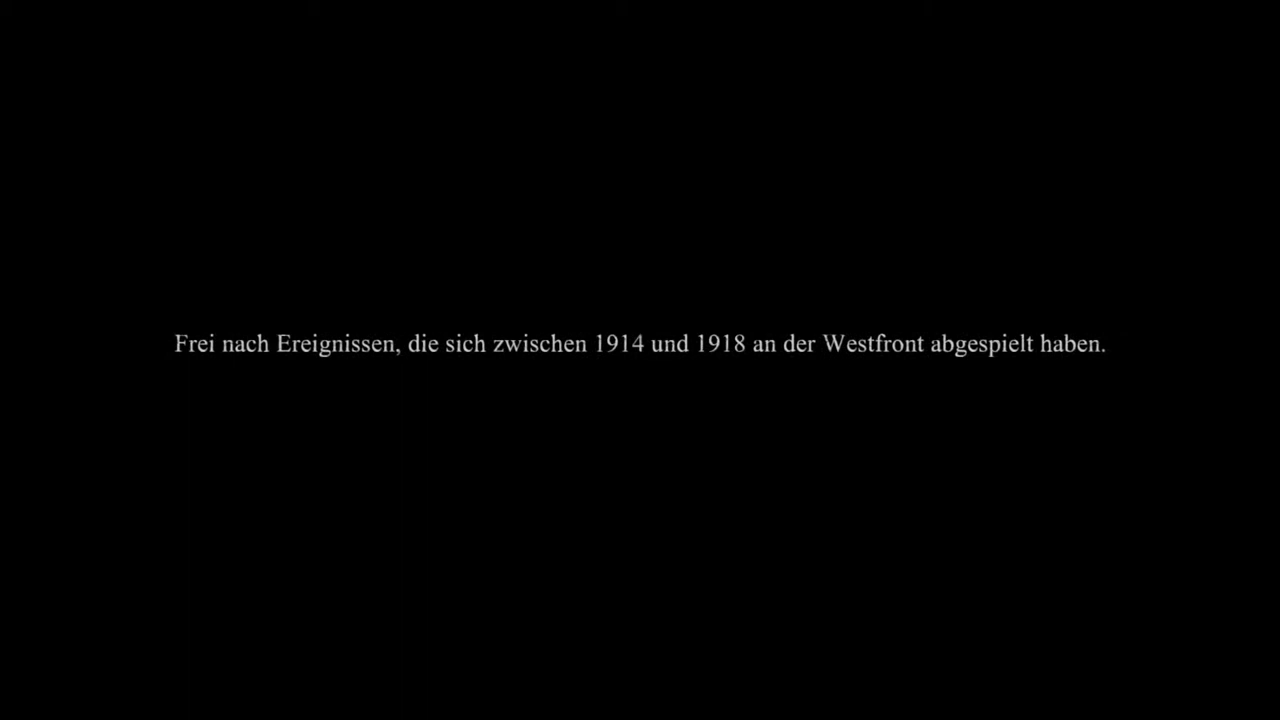 Frei nach Ereignissen, die sich zwischen 1914 und 1918 an der Westfront abgespielt haben.